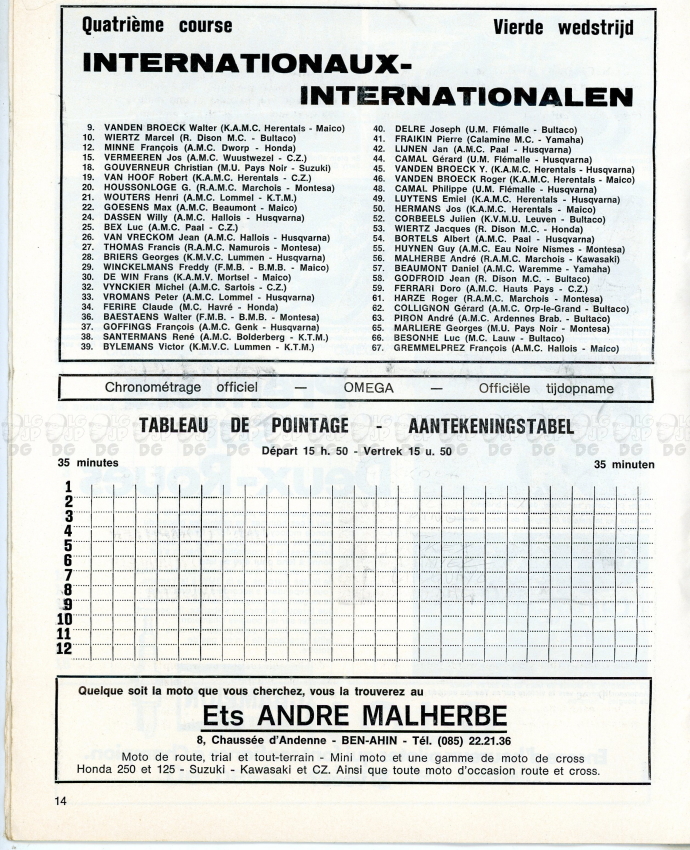 Quatrième course
Vierde wedstrijd
INTERNATIONAUX-
INTERNATIONALEN
9. VANDEN BROECK Walter (K.A.M.C. Herentals - Maico)
10. WIERTZ Marcel (R. Dison M.C. - Bultaco)
12. MINNE François (A.M.C. Dworp - Honda)
15. VERMEEREN Jos (A.M.C. Wuustwezel - C.Z.)
18. GOUVERNEUR Christian (M.U. Pays Noir - Suzuki)
19. VAN HOOF Robert (K.A.M.C. Herentals - C.Z.)
20. HOUSSONLOGE G. (R.A.M.C. Marchois - Montesa)
21. WOUTERS Henri (A.M.C. Lommel - K.T.M.)
22. GOESENS Max (A.M.C. Beaumont - Maico)
24. DASSEN Willy (A.M.C. Hallois - Husqvarna)
25. BEX Luc (A.M.C. Paal - C.Z.)
26. VAN VRECKOM Jean (A.M.C. Hallois - Husqvarna)
27. THOMAS Francis (R.A.M.C. Namurois - Montesa)
28. BRIERS Georges (K.M.V.C. Lummen - Husqvarna)
29. WINCKELMANS Freddy (F.M.B. - B.M.B. - Maico)
30. DE WIN Frans (K.A.M.V. Mortsel - Maico)
32. VYNCKIER Michel (A.M.C. Sartois - C.Z.)
33. VROMANS Peter (A.M.C. Lommel - Husqvarna)
34. FERIRE Claude (M.C. Havré - Honda)
36. BAESTAENS Walter (F.M.B. - B.M.B. - Montesa)
37. GOFFINGS François (A.M.C. Genk - Husqvarna)
38. SANTERMANS René (A.M.C. Bolderberg - K.T.M.)
39. BYLEMANS Victor (K.M.V.C. Lummen - K.T.M.)
40. DELRE Joseph (U.M. Flémalle - Bultaco)
41. FRAIKIN Pierre (Calamine M.C. - Yamaha)
42. LIJNEN Jan (A.M.C. Paal - Husqvarna)
44. CAMAL Gérard (U.M. Flémalle - Husqvarna)
45. VANDEN BROECK Y. (K.A.M.C. Herentals - Husqvarna)
46. VANDEN BROECK Roger (K.A.M.C. Herentals - Maico)
48. CAMAL Philippe (U.M. Flémalle - Husqvarna)
49. LUYTENS Emiel (K.A.M.C. Herentals - Husqvarna)
50. HERMANS Jos (K.A.M.C. Herentals - Maico)
52. CORBEELS Julien (K.V.M.U. Leuven - Bultaco)
53. WIERTZ Jacques (R. Dison M.C. - Honda)
54. BORTELS Albert (A.M.C. Paal - Husqvarna)
55. HUYNEN Guy (A.M.C. Eau Noire Nismes - Montesa)
56. MALHERBE André (R.A.M.C. Marchois - Kawasaki)
57. BEAUMONT Daniel (A.M.C. Waremme - Yamaha)
58. GODFROID Jean (R. Dison M.C. - Bultaco)
59. FERRARI Doro (A.M.C. Hauts Pays - C.Z.)
61. HARZE Roger (R.A.M.C. Marchois - Montesa)
62. COLLIGNON Gérard (A.M.C. Orp-le-Grand - Bultaco)
63. PIRON André (A.M.C. Ardennes Brab. - Bultaco)
65. MARLIERE Georges (M.U. Pays Noir - Montesa)
66. BESONHE Luc (M.C. Lauw - Bultaco)
67. GREMMELPREZ François (A.M.C. Hallois - Maico)
Chronométrage officiel — OMEGA — Officiële tijdopname
TABLEAU DE POINTAGE - AANTEKENINGSTABEL
Départ 15 h. 50 - Vertrek 15 u. 50
35 minutes
35 minuten
1
2
3
4
5
6
7
8
9
10
11
12
Quelque soit la moto que vous cherchez, vous la trouverez au
Ets ANDRE MALHERBE
8, Chaussée d'Andenne - BEN-AHIN - Tél. (085) 22.21.36
Moto de route, trial et tout-terrain - Mini moto et une gamme de moto de cross
Honda 250 et 125 - Suzuki - Kawasaki et CZ. Ainsi que toute moto d'occasion route et cross.
14